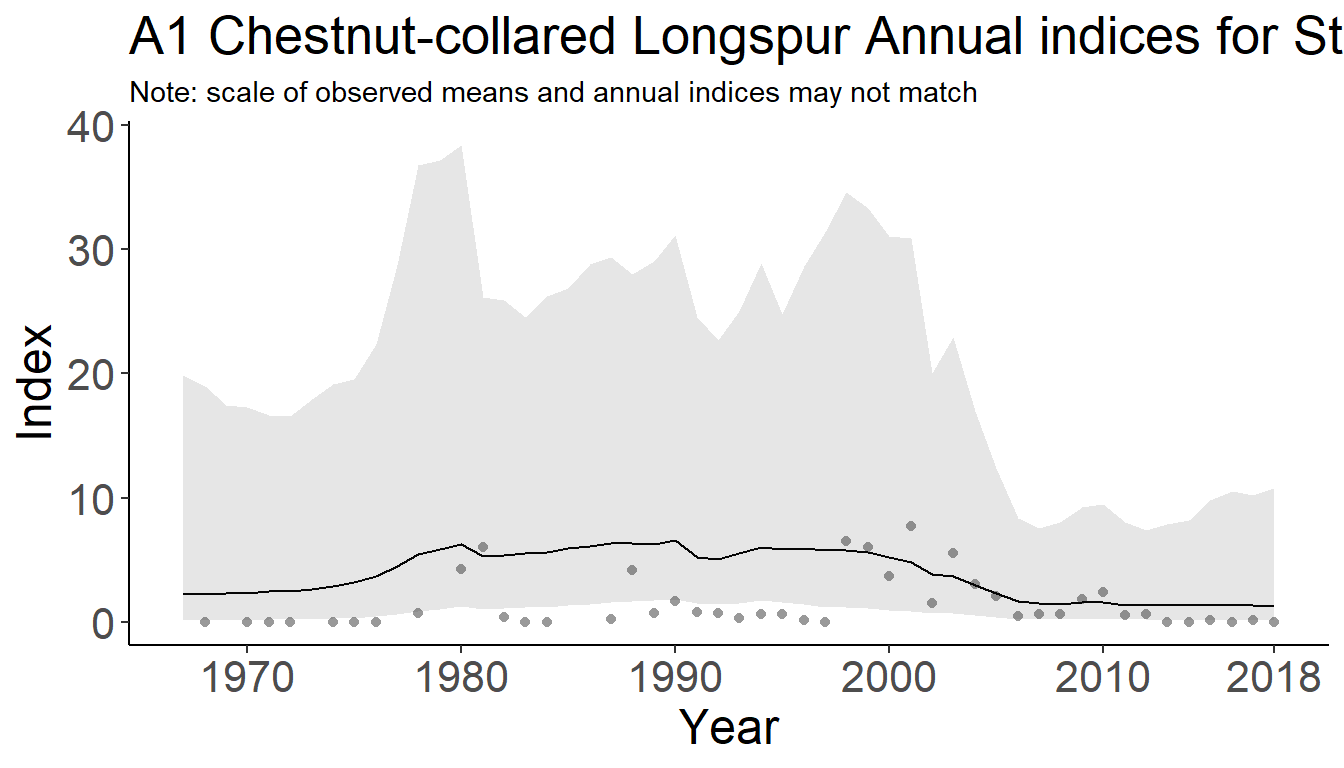 A1 Chestnut-collared Longspur Annual indices for St
Note: scale of observed means and annual indices may not match
40
30
20
10
0
Index
1970 1980 1990 2000 2010 2018
Year